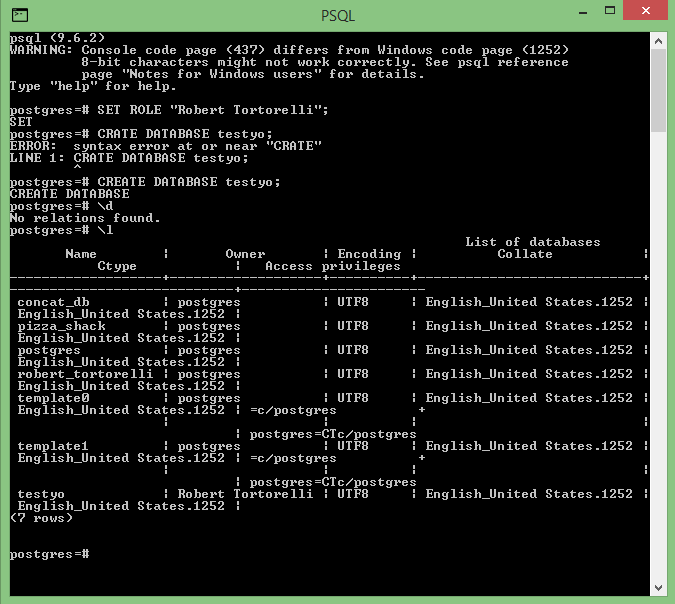 PSQL
psql (9.6.2)
WARNING: Console code page (437) differs from Windows code page (1252)
         8-bit characters might not work correctly. See psql reference
         page "Notes for Windows users" for details.
Type "help" for help.

postgres=# SET ROLE "Robert Tortorelli";
SET
postgres=# CRATE DATABASE testyo;
ERROR:  syntax error at or near "CRATE"
LINE 1: CRATE DATABASE testyo;
        ^
postgres=# CREATE DATABASE testyo;
CREATE DATABASE
postgres=# \d
No relations found.
postgres=# \l
                                                         List of databases
       Name        ¦       Owner       ¦ Encoding ¦          Collate           ¦
           Ctype            ¦   Access privileges
-------------------+-------------------+----------+----------------------------+
----------------------------+-----------------------
 concat_db         ¦ postgres          ¦ UTF8     ¦ English_United States.1252 ¦
 English_United States.1252 ¦
 pizza_shack       ¦ postgres          ¦ UTF8     ¦ English_United States.1252 ¦
 English_United States.1252 ¦
 postgres          ¦ postgres          ¦ UTF8     ¦ English_United States.1252 ¦
 English_United States.1252 ¦
 robert_tortorelli ¦ postgres          ¦ UTF8     ¦ English_United States.1252 ¦
 English_United States.1252 ¦
 template0         ¦ postgres          ¦ UTF8     ¦ English_United States.1252 ¦
 English_United States.1252 ¦ =c/postgres          +
                   ¦                   ¦          ¦                            ¦
                            ¦ postgres=CTc/postgres
 template1         ¦ postgres          ¦ UTF8     ¦ English_United States.1252 ¦
 English_United States.1252 ¦ =c/postgres          +
                   ¦                   ¦          ¦                            ¦
                            ¦ postgres=CTc/postgres
 testyo            ¦ Robert Tortorelli ¦ UTF8     ¦ English_United States.1252 ¦
 English_United States.1252 ¦
(7 rows)


postgres=#